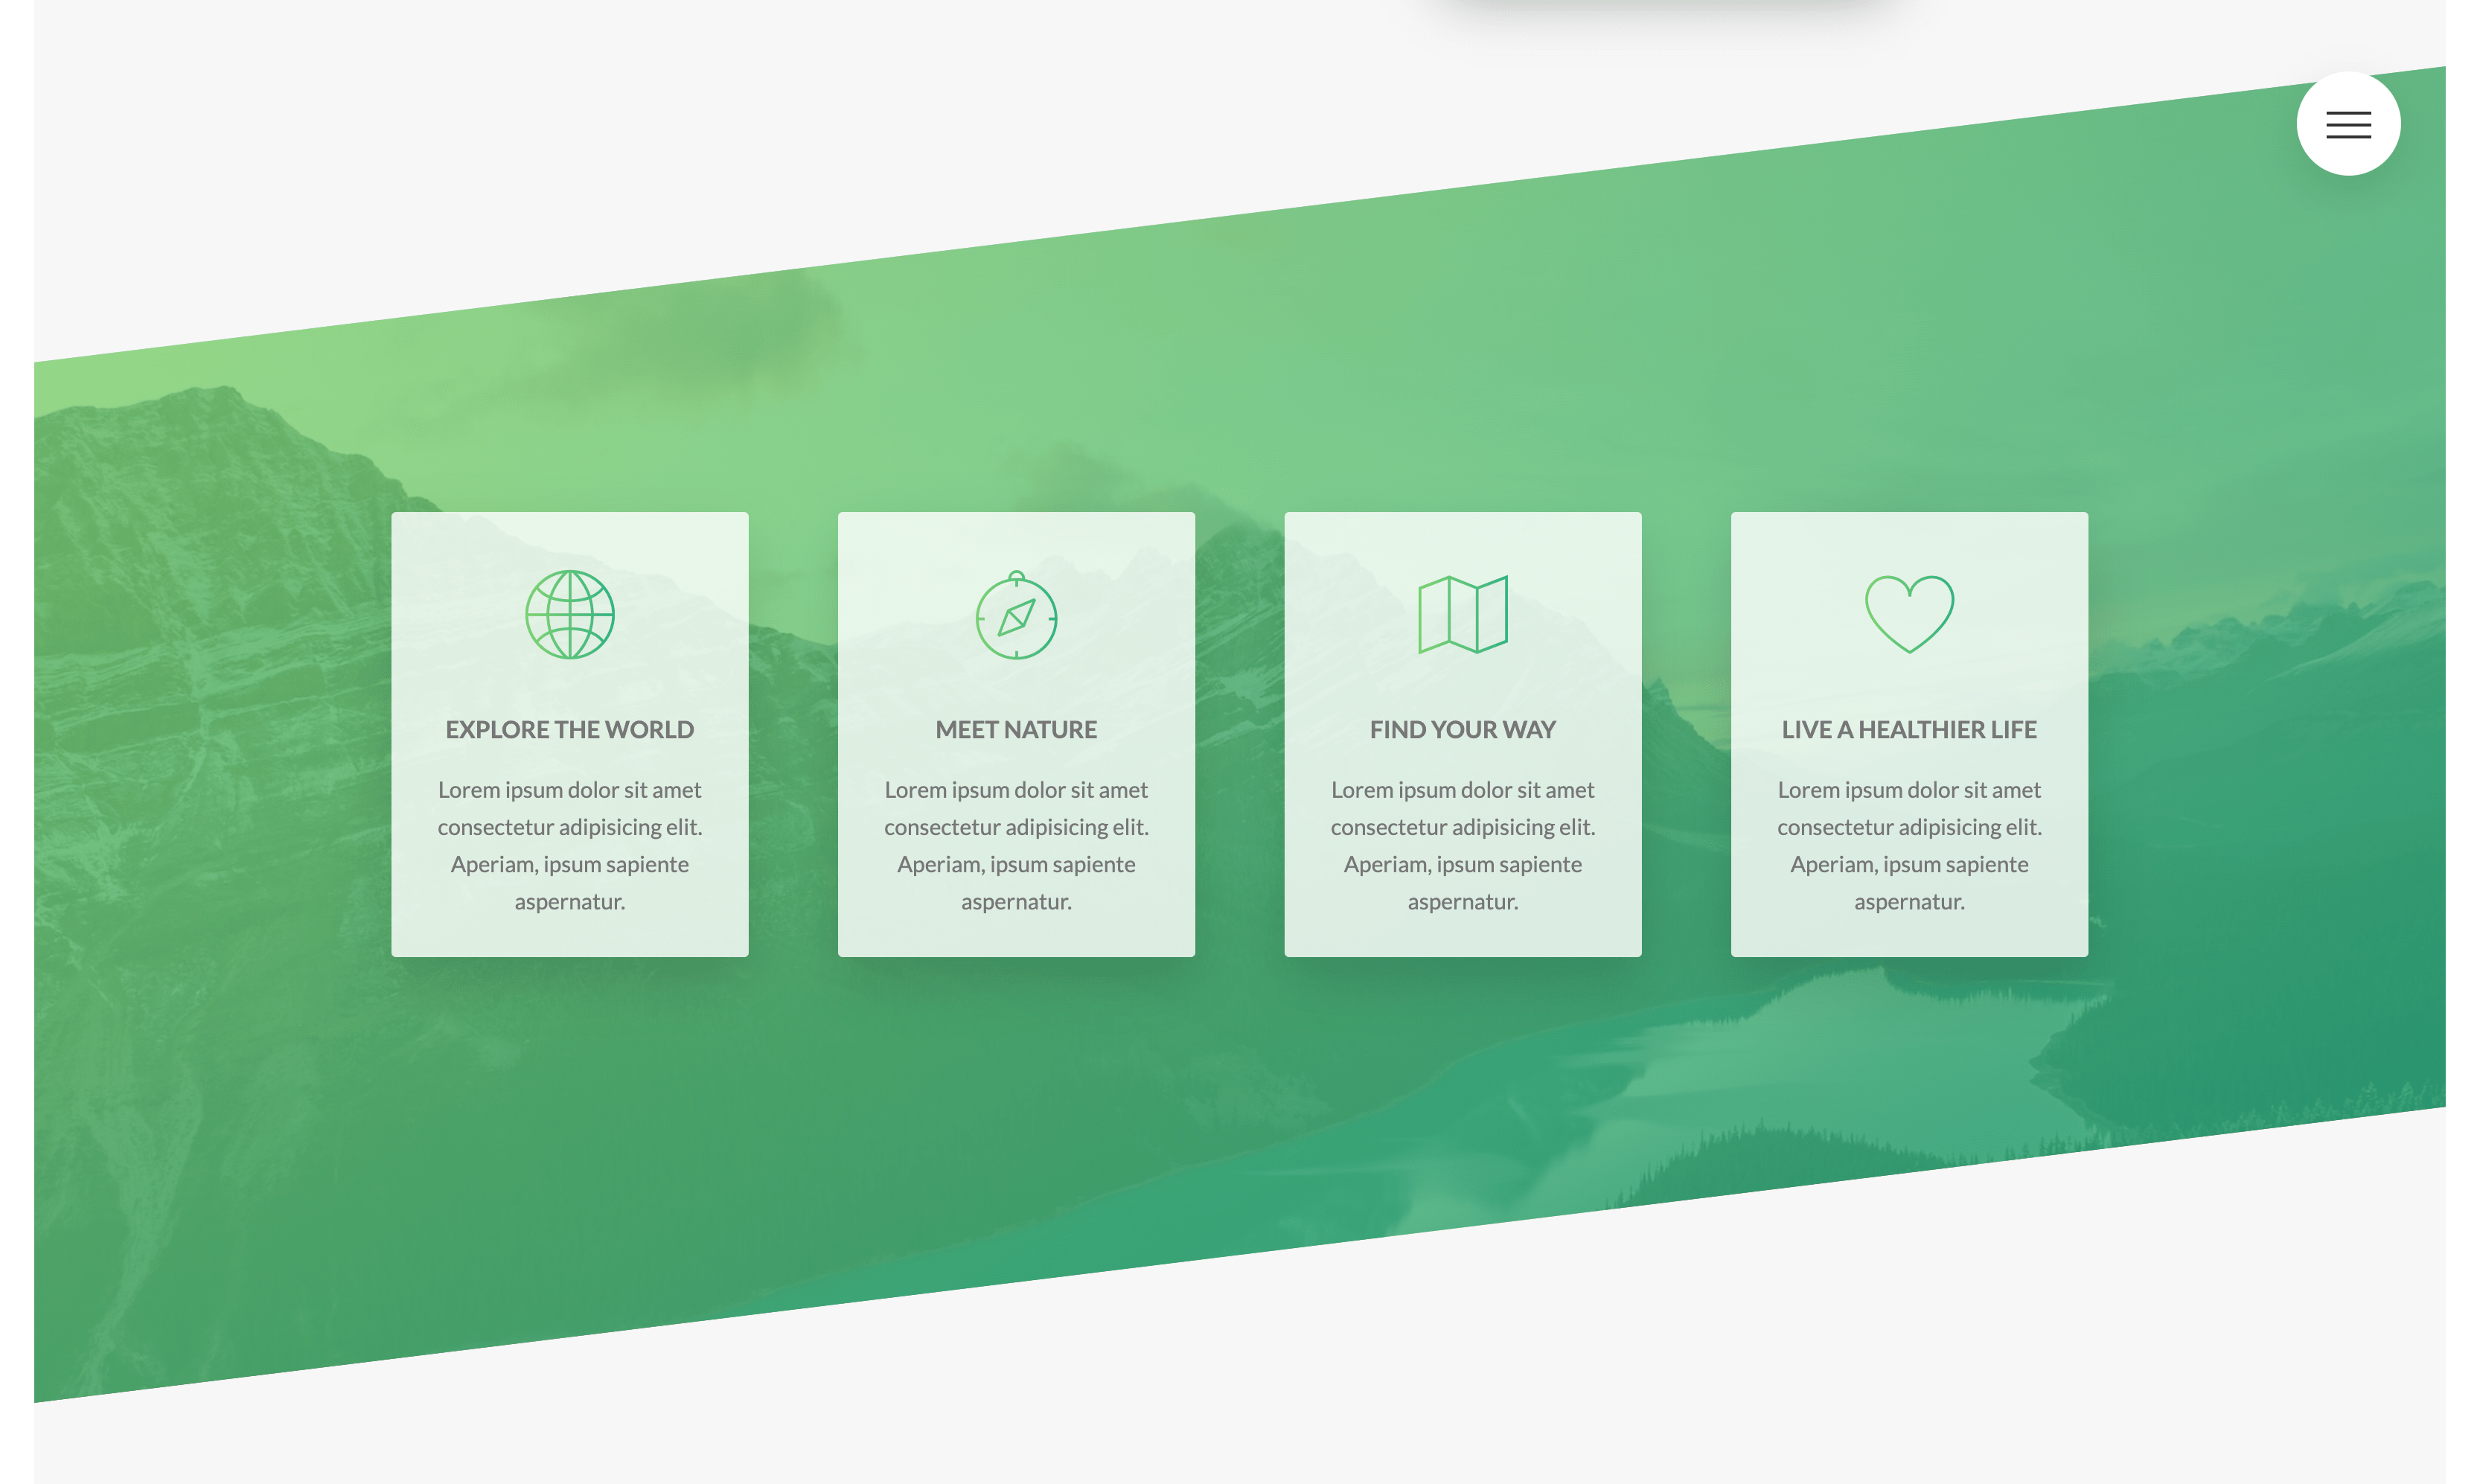 EXPLORE THE WORLD
Lorem ipsum dolor sit amet
consectetur adipisicing elit.
Aperiam, ipsum sapiente
aspernatur.
MEET NATURE
Lorem ipsum dolor sit amet
consectetur adipisicing elit.
Aperiam, ipsum sapiente
aspernatur.
FIND YOUR WAY
Lorem ipsum dolor sit amet
consectetur adipisicing elit.
Aperiam, ipsum sapiente
aspernatur.
LIVE A HEALTHIER LIFE
Lorem ipsum dolor sit amet
consectetur adipisicing elit.
Aperiam, ipsum sapiente
aspernatur.